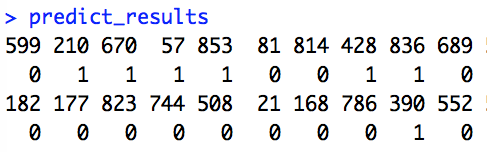 > predict_results
599 210 670 57 853 81 814 428 836 689
0 1 1 1 1 0 0 1 1 0
182 177 823 744 508 21 168 786 390 552
0 0 0 0 0 0 0 0 1 0